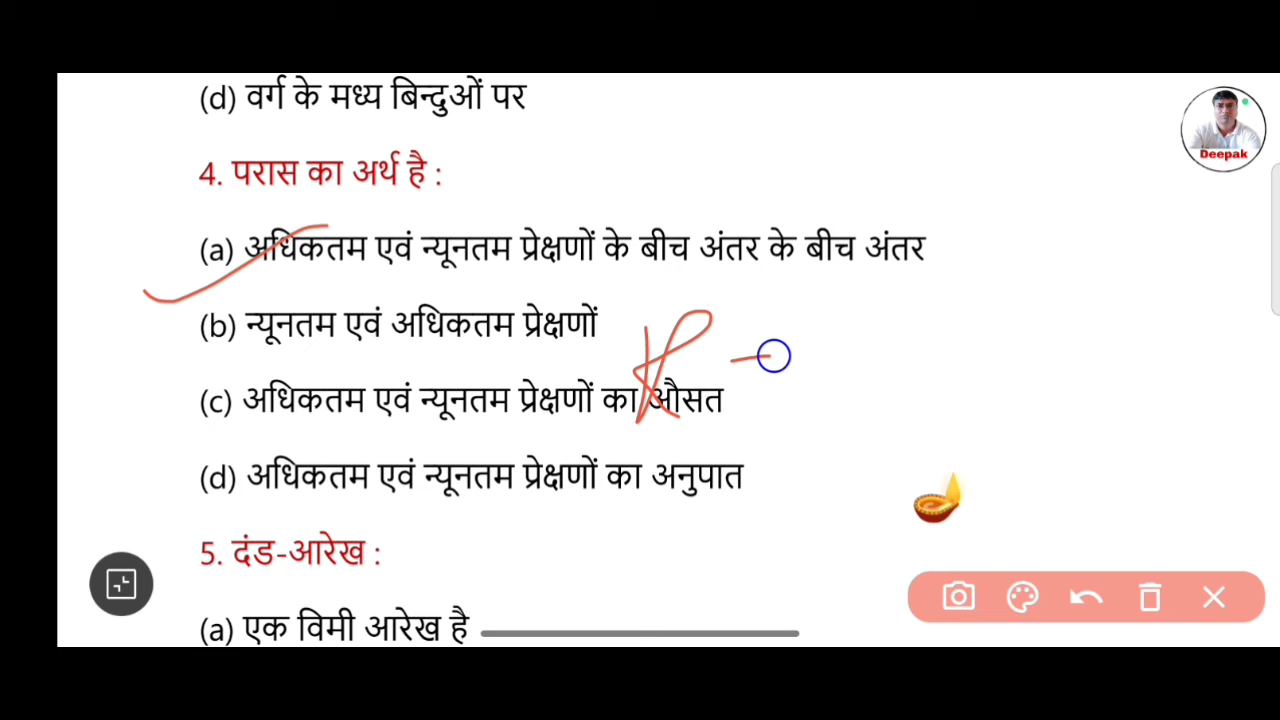 (d) वर्ग के मध्य बिन्दुओं पर
Deepak
4. परास का अर्थ है :
(a) अधिकतम एवं न्यूनतम प्रेक्षणों के बीच अंतर के बीच अंतर
(b) न्यूनतम एवं अधिकतम प्रेक्षणों
(c) अधिकतम एवं न्यूनतम प्रेक्षणों का औसत
(d) अधिकतम एवं न्यूनतम प्रेक्षणों का अनुपात
5. दंड-आरेख :
(a) एक विमी आरेख है